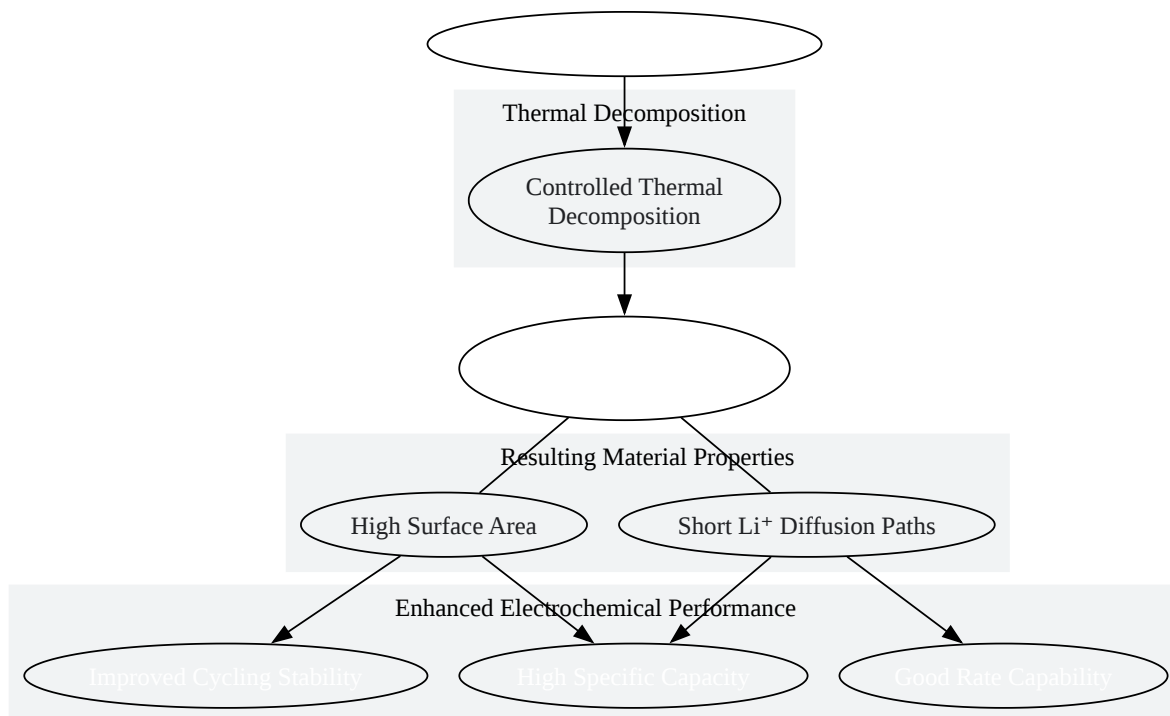 Thermal Decomposition
Controlled Thermal
Decomposition
Resulting Material Properties
High Surface Area
Short Li⁺ Diffusion Paths
Enhanced Electrochemical Performance
Improved Cycling Stability
High Specific Capacity
Good Rate Capability